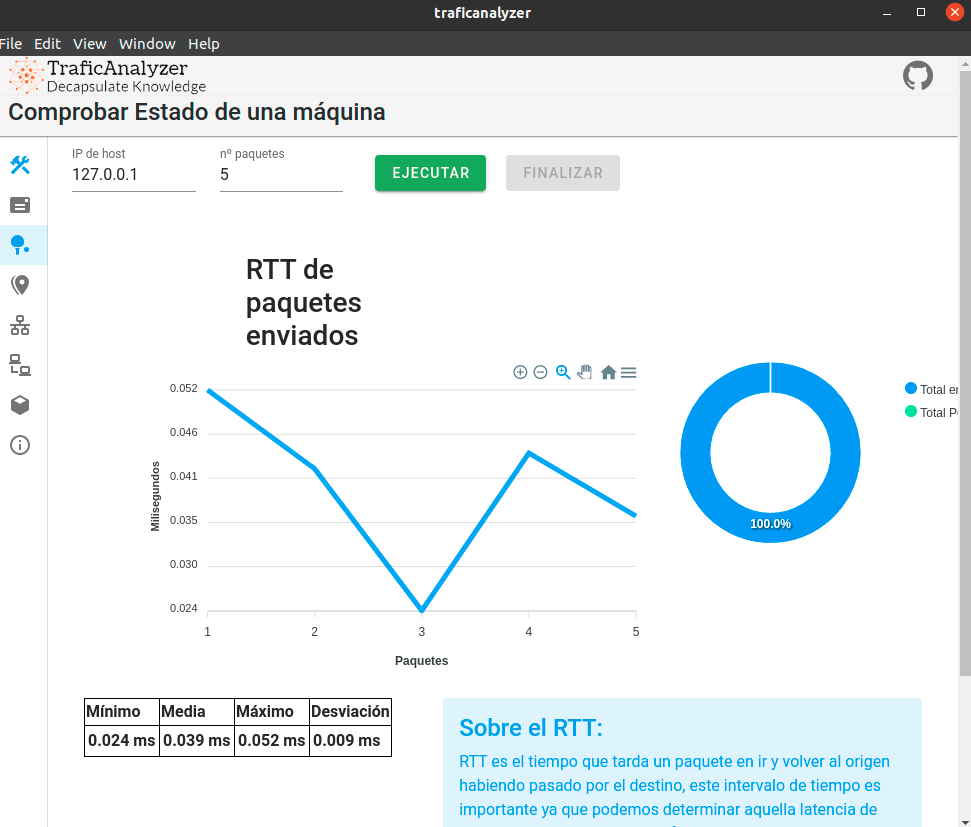 traficanalyzer
File Edit View Window Help
TraficAnalyzer
Decapsulate Knowledge
Comprobar Estado de una máquina
IP de host
127.0.0.1
nº paquetes
5
EJECUTAR
FINALIZAR
RTT de
paquetes
enviados
0.052
0.046
0.041
0.035
0.030
0.024
Milisegundos
1 2 3 4 5
Paquetes
100.0%
Total
Total
Mínimo Media Máximo Desviación
0.024 ms 0.039 ms 0.052 ms 0.009 ms
Sobre el RTT:
RTT es el tiempo que tarda un paquete en ir y volver al origen
habiendo pasado por el destino, este intervalo de tiempo es
importante ya que podemos determinar aquella latencia de